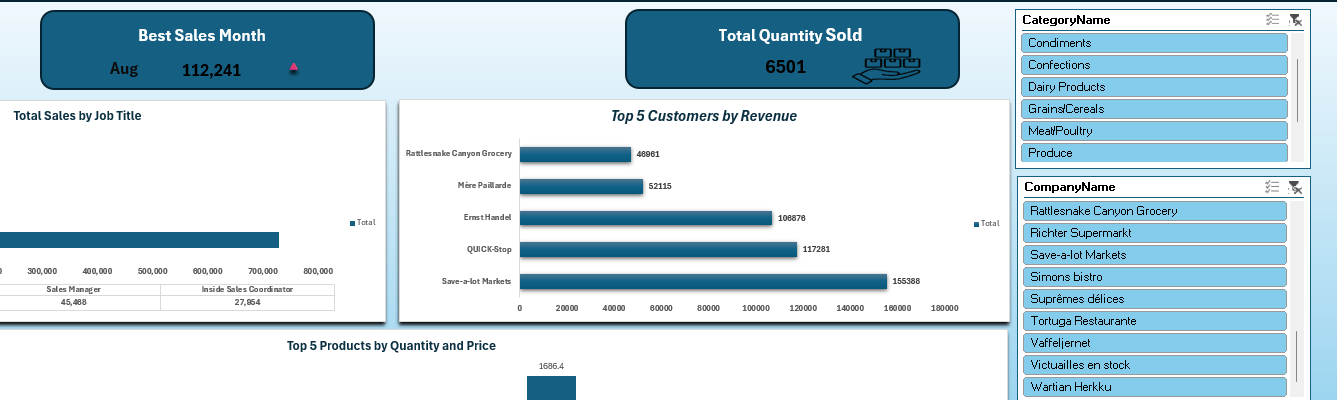 Best Sales Month
Aug 112,241
Total Quantity Sold
6501
Total Sales by Job Title
Total
300,000 400,000 500,000 600,000 700,000 800,000
Sales Manager Inside Sales Coordinator
45,468 27,954
Top 5 Customers by Revenue
Rattlesnake Canyon Grocery 46961
Mère Paillarde 52115
Ernst Handel 106876
QUICK-Stop 117281
Save-a-lot Markets 155388
Total
0 20000 40000 60000 80000 100000 120000 140000 160000 180000
Top 5 Products by Quantity and Price
1686.4
CategoryName
Condiments
Confections
Dairy Products
Grains/Cereals
Meat/Poultry
Produce
CompanyName
Rattlesnake Canyon Grocery
Richter Supermarkt
Save-a-lot Markets
Simons bistro
Suprêmes délices
Tortuga Restaurante
Vaffeljernet
Victuailles en stock
Wartian Herkku